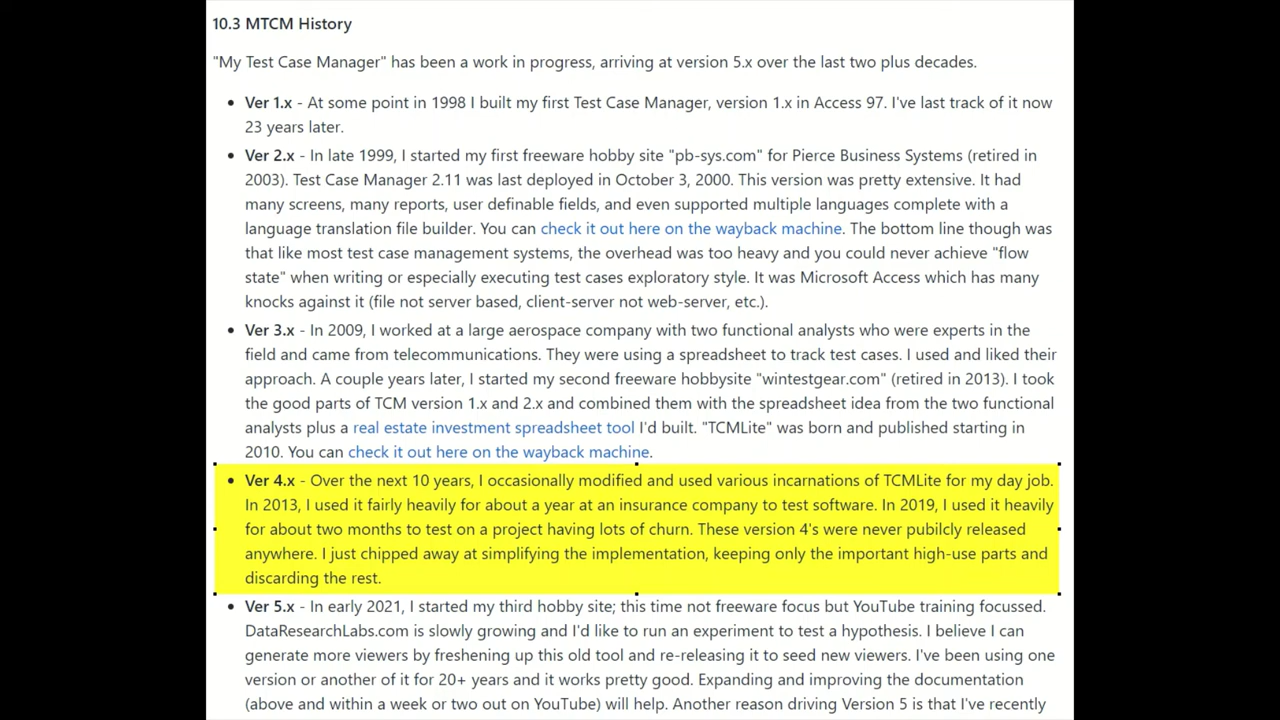 10.3 MTCM History
"My Test Case Manager" has been a work in progress, arriving at version 5.x over the last two plus decades.
• Ver 1.x - At some point in 1998 I built my first Test Case Manager, version 1.x in Access 97. I've last track of it now
23 years later.
• Ver 2.x - In late 1999, I started my first freeware hobby site "pb-sys.com" for Pierce Business Systems (retired in
2003). Test Case Manager 2.11 was last deployed in October 3, 2000. This version was pretty extensive. It had
many screens, many reports, user definable fields, and even supported multiple languages complete with a
language translation file builder. You can check it out here on the wayback machine. The bottom line though was
that like most test case management systems, the overhead was too heavy and you could never achieve "flow
state" when writing or especially executing test cases exploratory style. It was Microsoft Access which has many
knocks against it (file not server based, client-server not web-server, etc.).
• Ver 3.x - In 2009, I worked at a large aerospace company with two functional analysts who were experts in the
field and came from telecommunications. They were using a spreadsheet to track test cases. I used and liked their
approach. A couple years later, I started my second freeware hobbysite "wintestgear.com" (retired in 2013). I took
the good parts of TCM version 1.x and 2.x and combined them with the spreadsheet idea from the two functional
analysts plus a real estate investment spreadsheet tool I'd built. "TCMLite" was born and published starting in
2010. You can check it out here on the wayback machine.
• Ver 4.x - Over the next 10 years, I occasionally modified and used various incarnations of TCMLite for my day job.
In 2013, I used it fairly heavily for about a year at an insurance company to test software. In 2019, I used it heavily
for about two months to test on a project having lots of churn. These version 4's were never pubilcly released
anywhere. I just chipped away at simplifying the implementation, keeping only the important high-use parts and
discarding the rest.
• Ver 5.x - In early 2021, I started my third hobby site; this time not freeware focus but YouTube training focussed.
DataResearchLabs.com is slowly growing and I'd like to run an experiment to test a hypothesis. I believe I can
generate more viewers by freshening up this old tool and re-releasing it to seed new viewers. I've been using one
version or another of it for 20+ years and it works pretty good. Expanding and improving the documentation
(above and within a week or two out on YouTube) will help. Another reason driving Version 5 is that I've recently